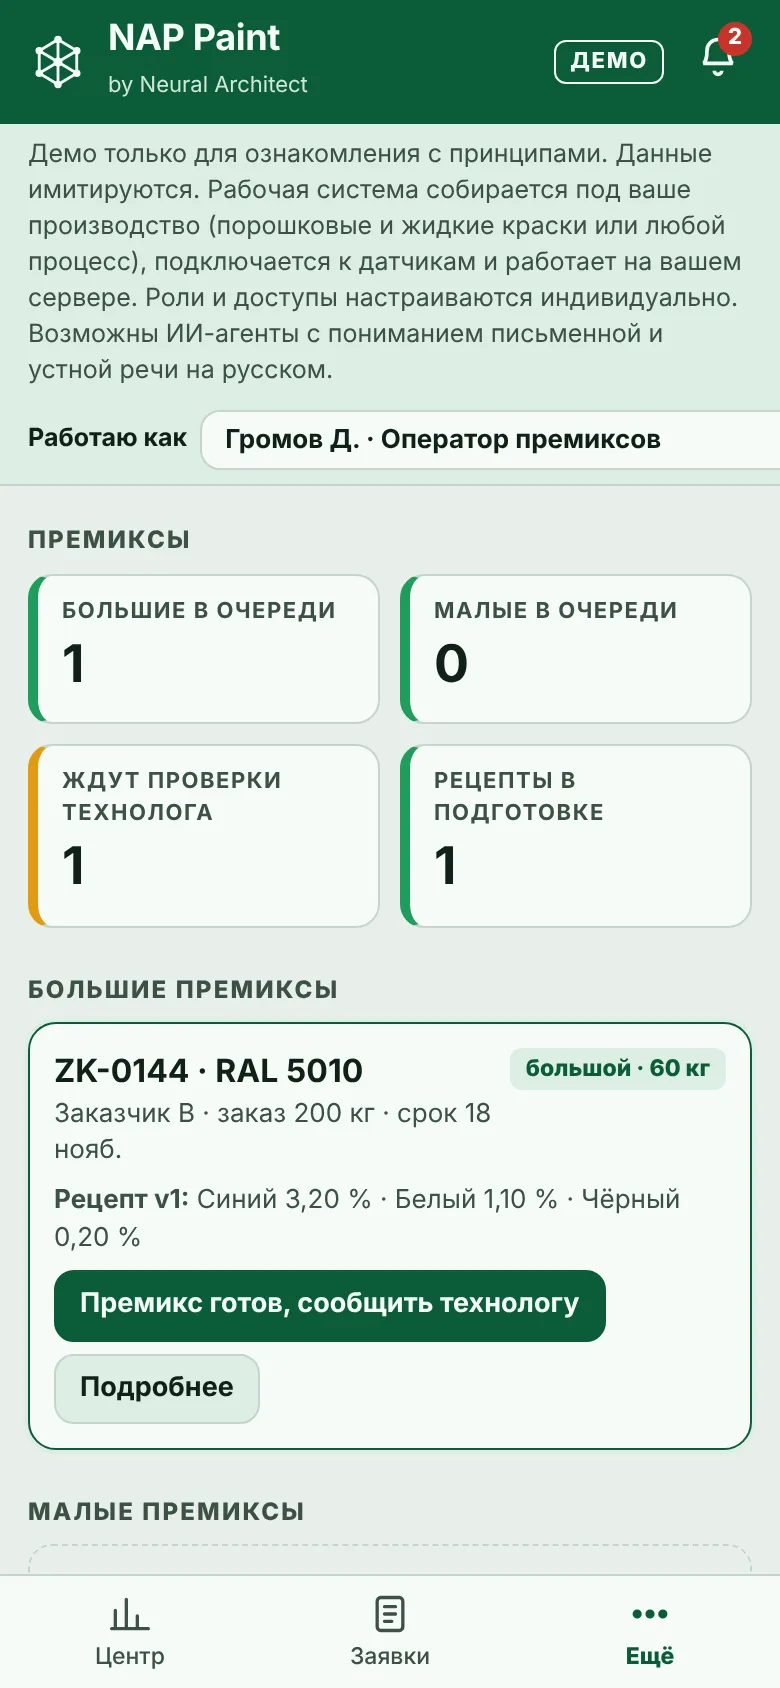 NAP Paint
by Neural Architect
ДЕМО
2
Демо только для ознакомления с принципами. Данные
имитируются. Рабочая система собирается под ваше
производство (порошковые и жидкие краски или любой
процесс), подключается к датчикам и работает на вашем
сервере. Роли и доступы настраиваются индивидуально.
Возможны ИИ-агенты с пониманием письменной и
устной речи на русском.
Работаю как
Громов Д. · Оператор премиксов
ПРЕМИКСЫ
БОЛЬШИЕ В ОЧЕРЕДИ
1
МАЛЫЕ В ОЧЕРЕДИ
0
ЖДУТ ПРОВЕРКИ
ТЕХНОЛОГА
1
РЕЦЕПТЫ В
ПОДГОТОВКЕ
1
БОЛЬШИЕ ПРЕМИКСЫ
ZK-0144 · RAL 5010
большой · 60 кг
Заказчик В · заказ 200 кг · срок 18
нояб.
Рецепт v1: Синий 3,20 % · Белый 1,10 % · Чёрный
0,20 %
Премикс готов, сообщить технологу
Подробнее
МАЛЫЕ ПРЕМИКСЫ
Центр
Заявки
Ещё